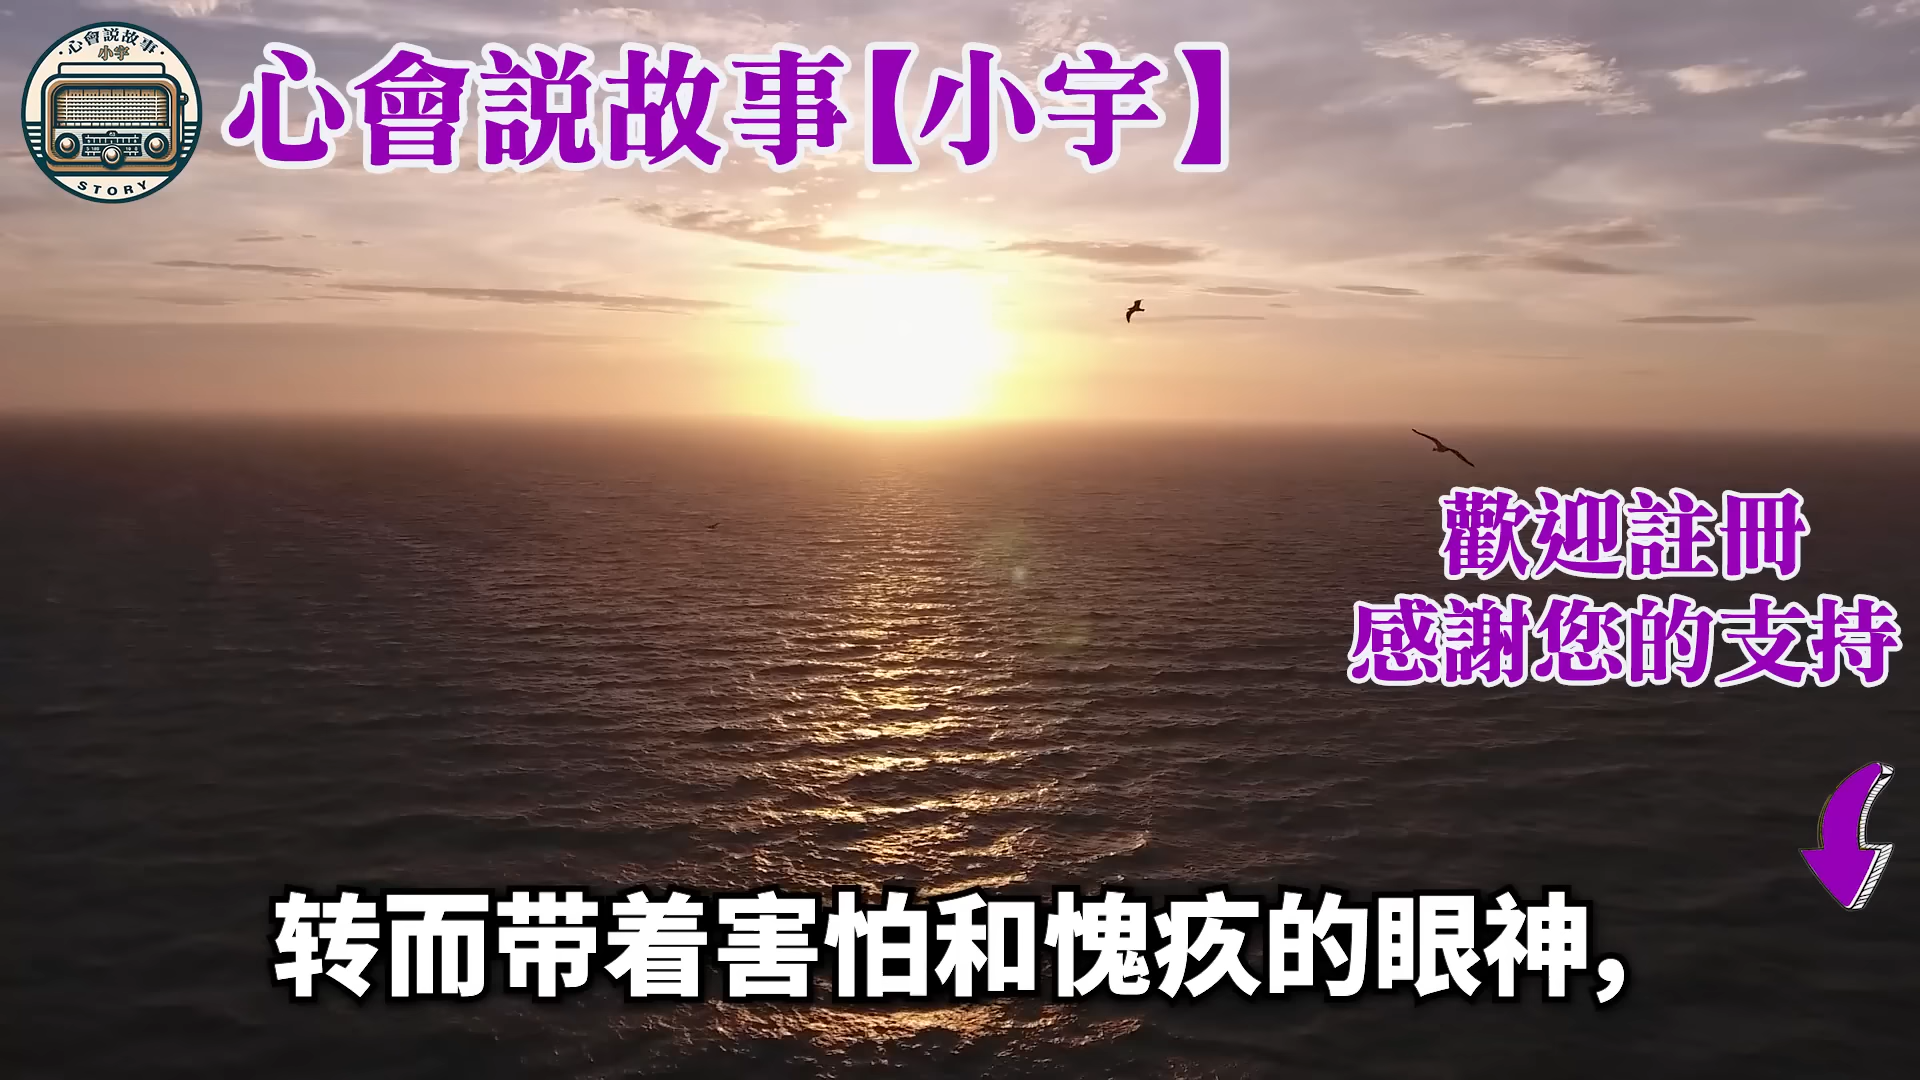 心會説故事
小宇
STORY
心會説故事【小宇】
歡迎註冊
感謝您的支持
转而带着害怕和愧疚的眼神,